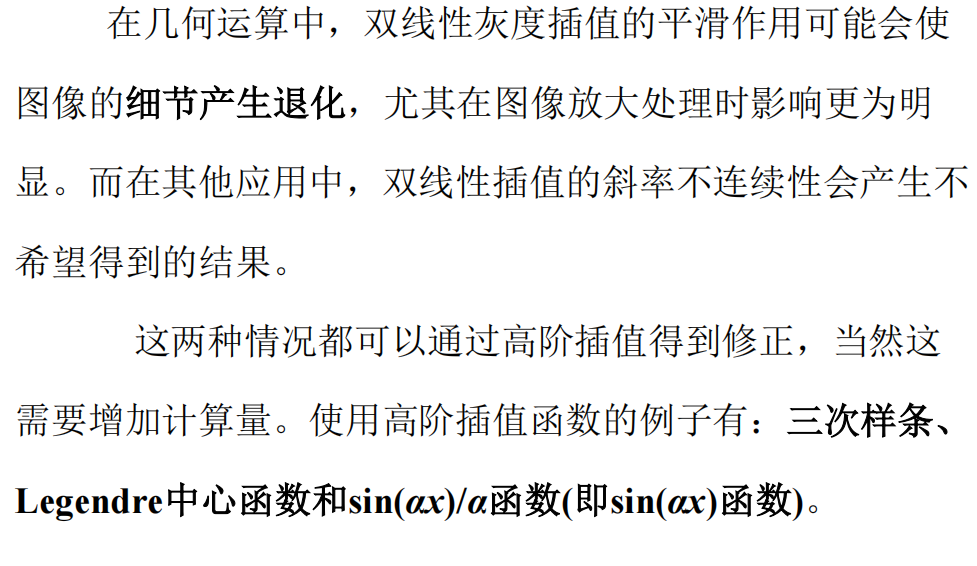 在几何运算中，双线性灰度插值的平滑作用可能会使
图像的细节产生退化，尤其在图像放大处理时影响更为明
显。而在其他应用中，双线性插值的斜率不连续性会产生不
希望得到的结果。
这两种情况都可以通过高阶插值得到修正，当然这
需要增加计算量。使用高阶插值函数的例子有：三次样条、
Legendre中心函数和sin(αx)/α函数(即sin(αx)函数)。